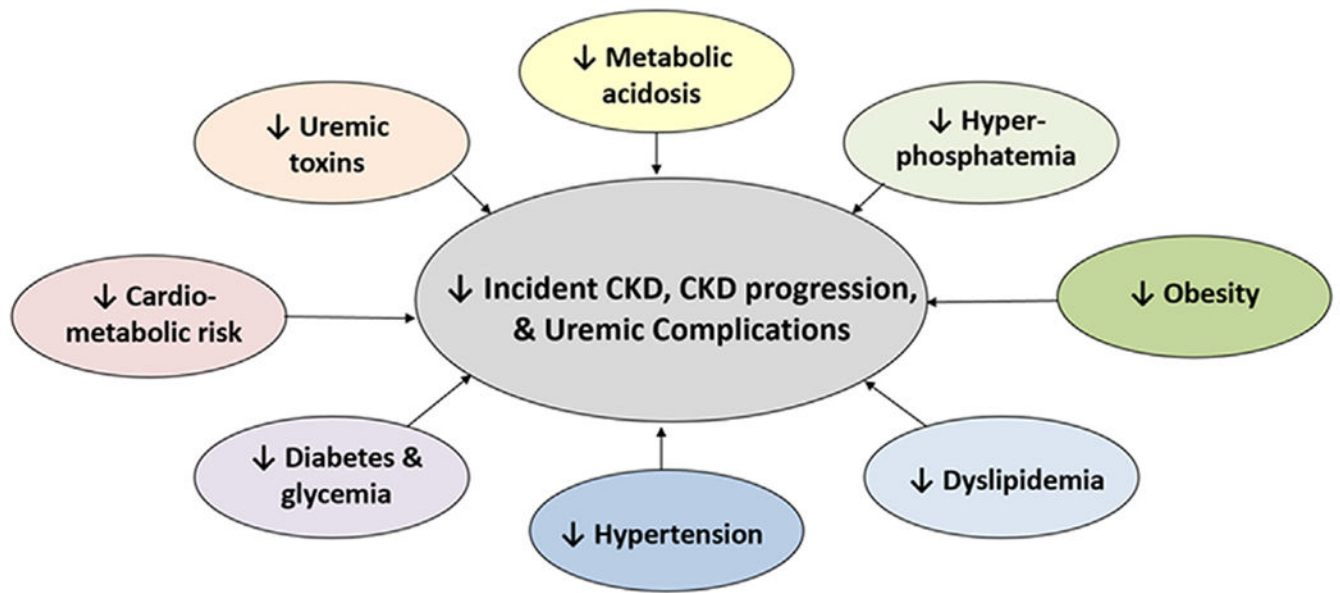 ↓ Metabolic
acidosis
↓ Uremic
toxins
↓ Hyper-
phosphatemia
↓ Cardio-
metabolic risk
↓ Incident CKD, CKD progression,
& Uremic Complications
↓ Obesity
↓ Diabetes &
glycemia
↓ Hypertension
↓ Dyslipidemia